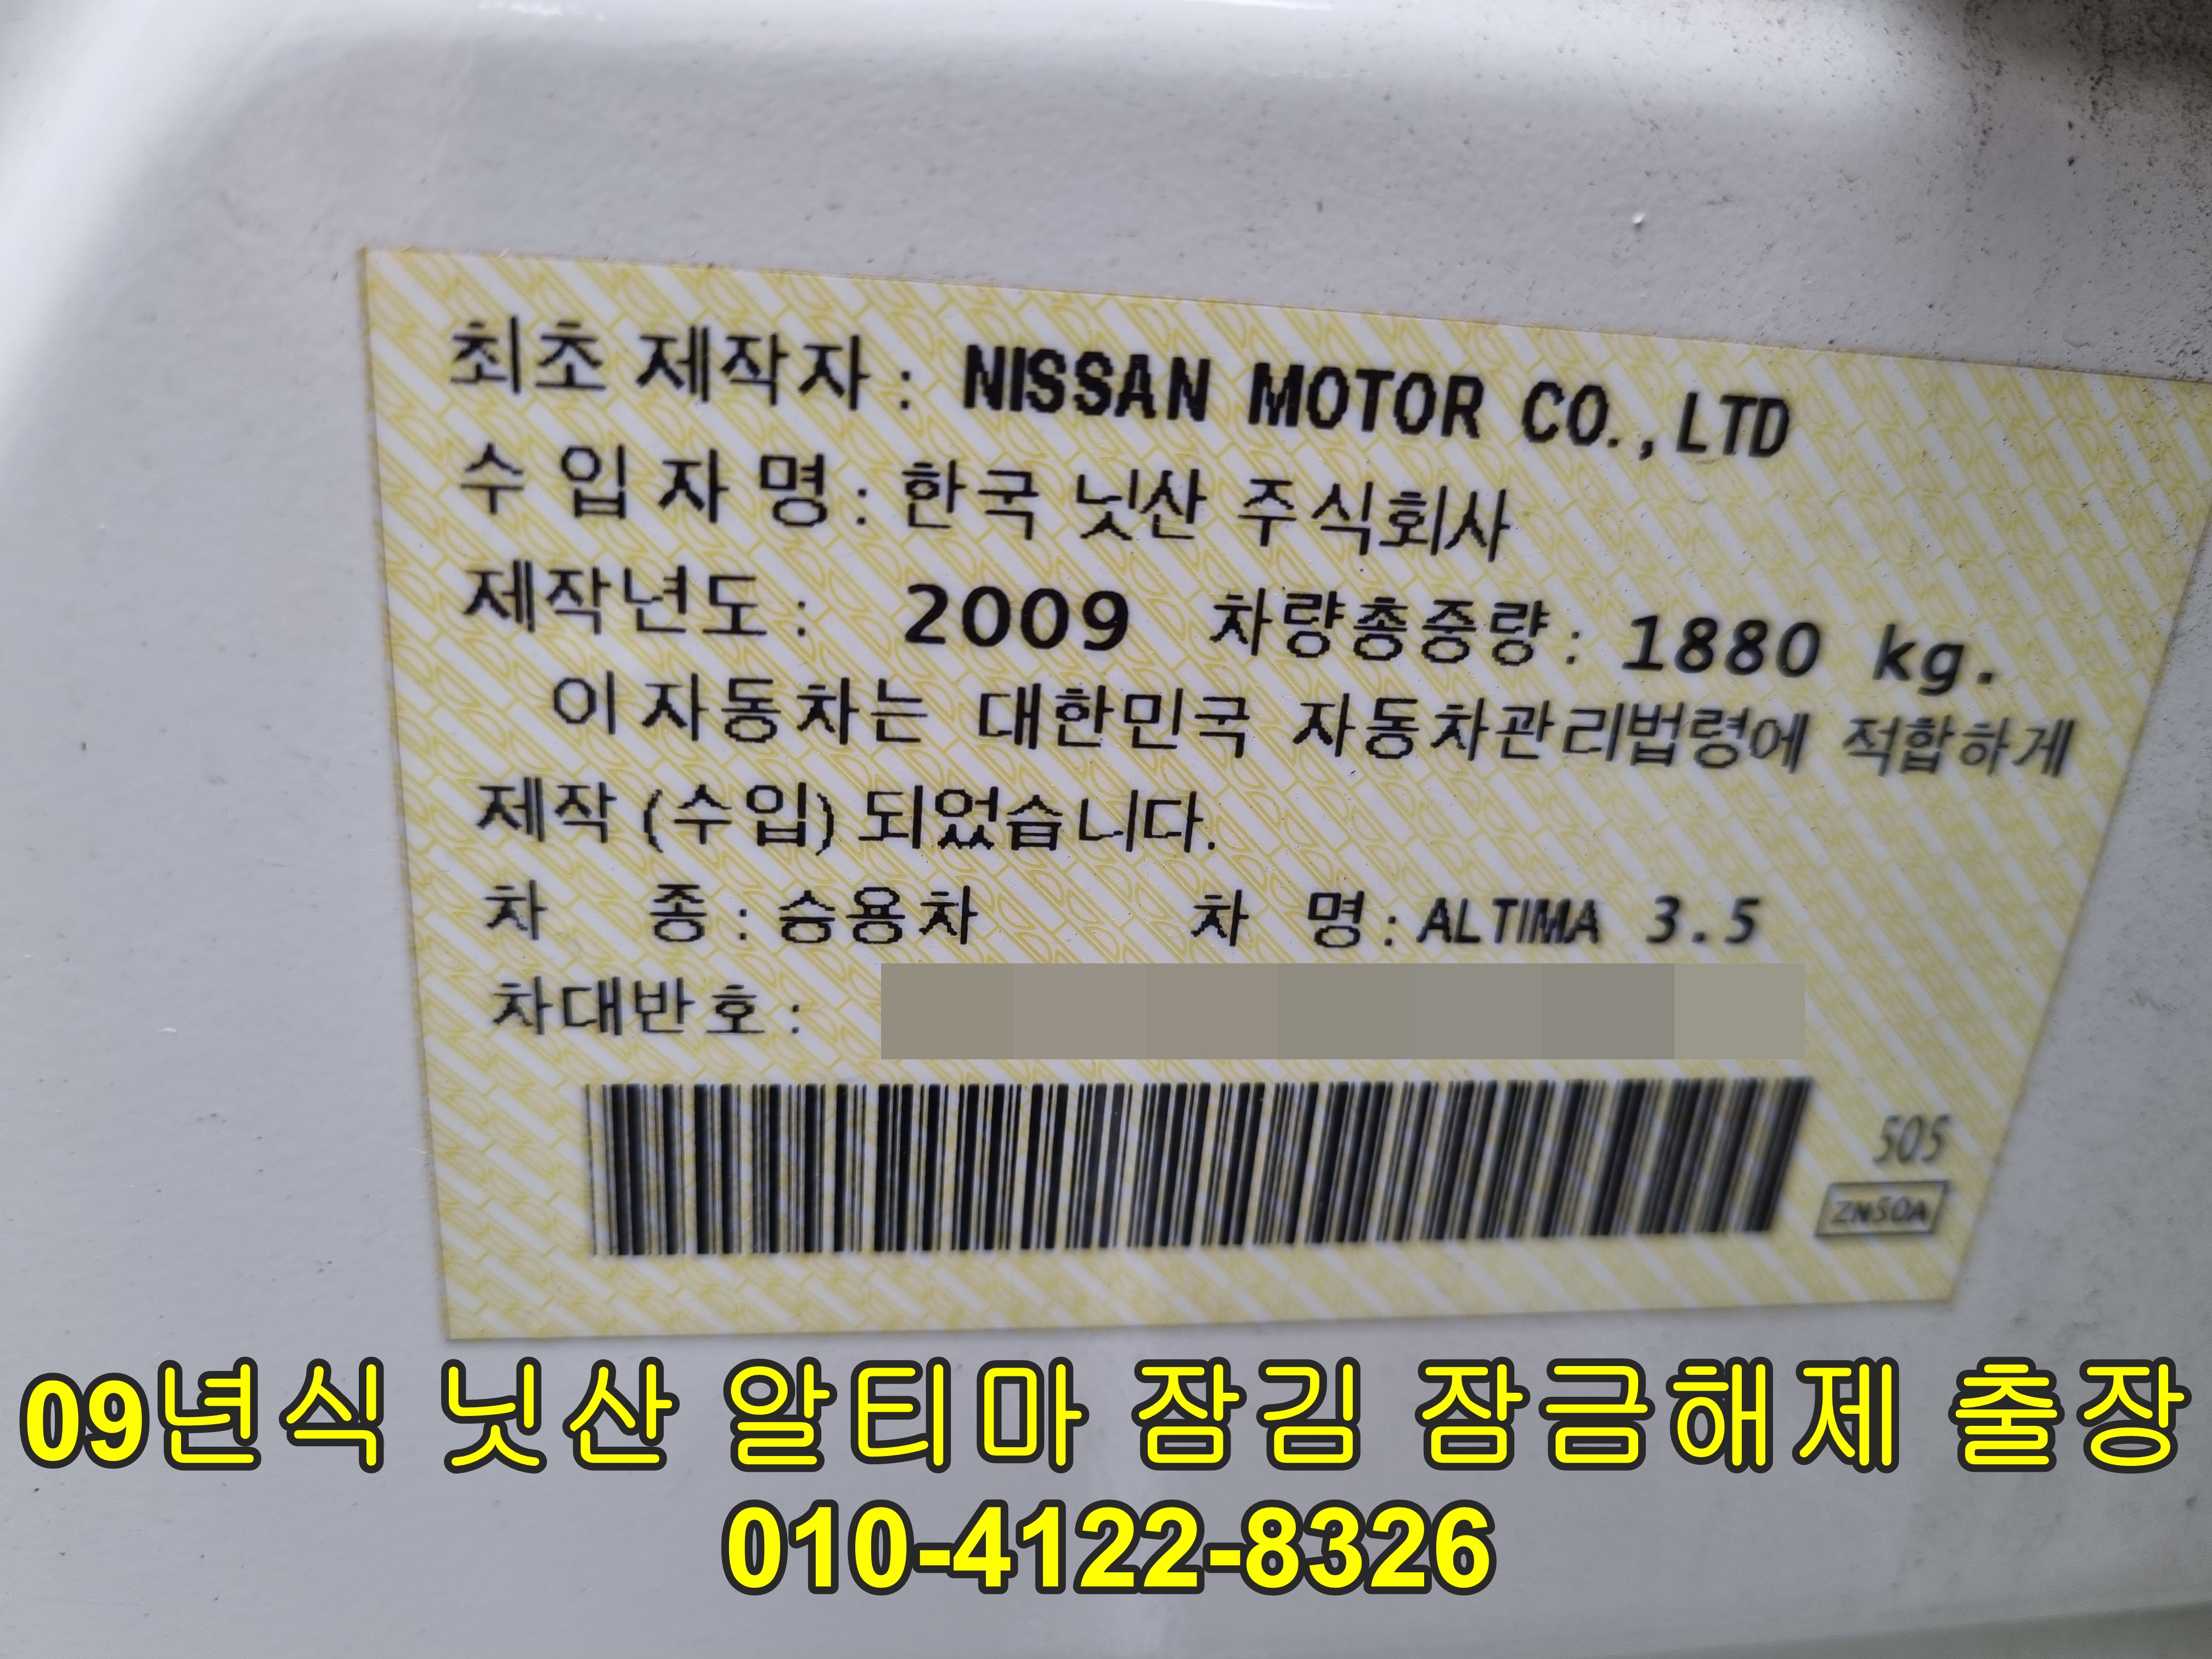 최초 제작자 : NISSAN MOTOR CO.,LTD
수 입 자 명 : 한국 닛산 주식회사
제작년도 : 2009 차량총중량 : 1880 kg.
이 자동차는 대한민국 자동차관리법령에 적합하게
제작 (수입) 되었습니다.
차 종 : 승용차 차 명 : ALTIMA 3.5
차대번호 :
505
ZN50A
09년식 닛산 알티마 잠김 잠금해제 출장
010-4122-8326